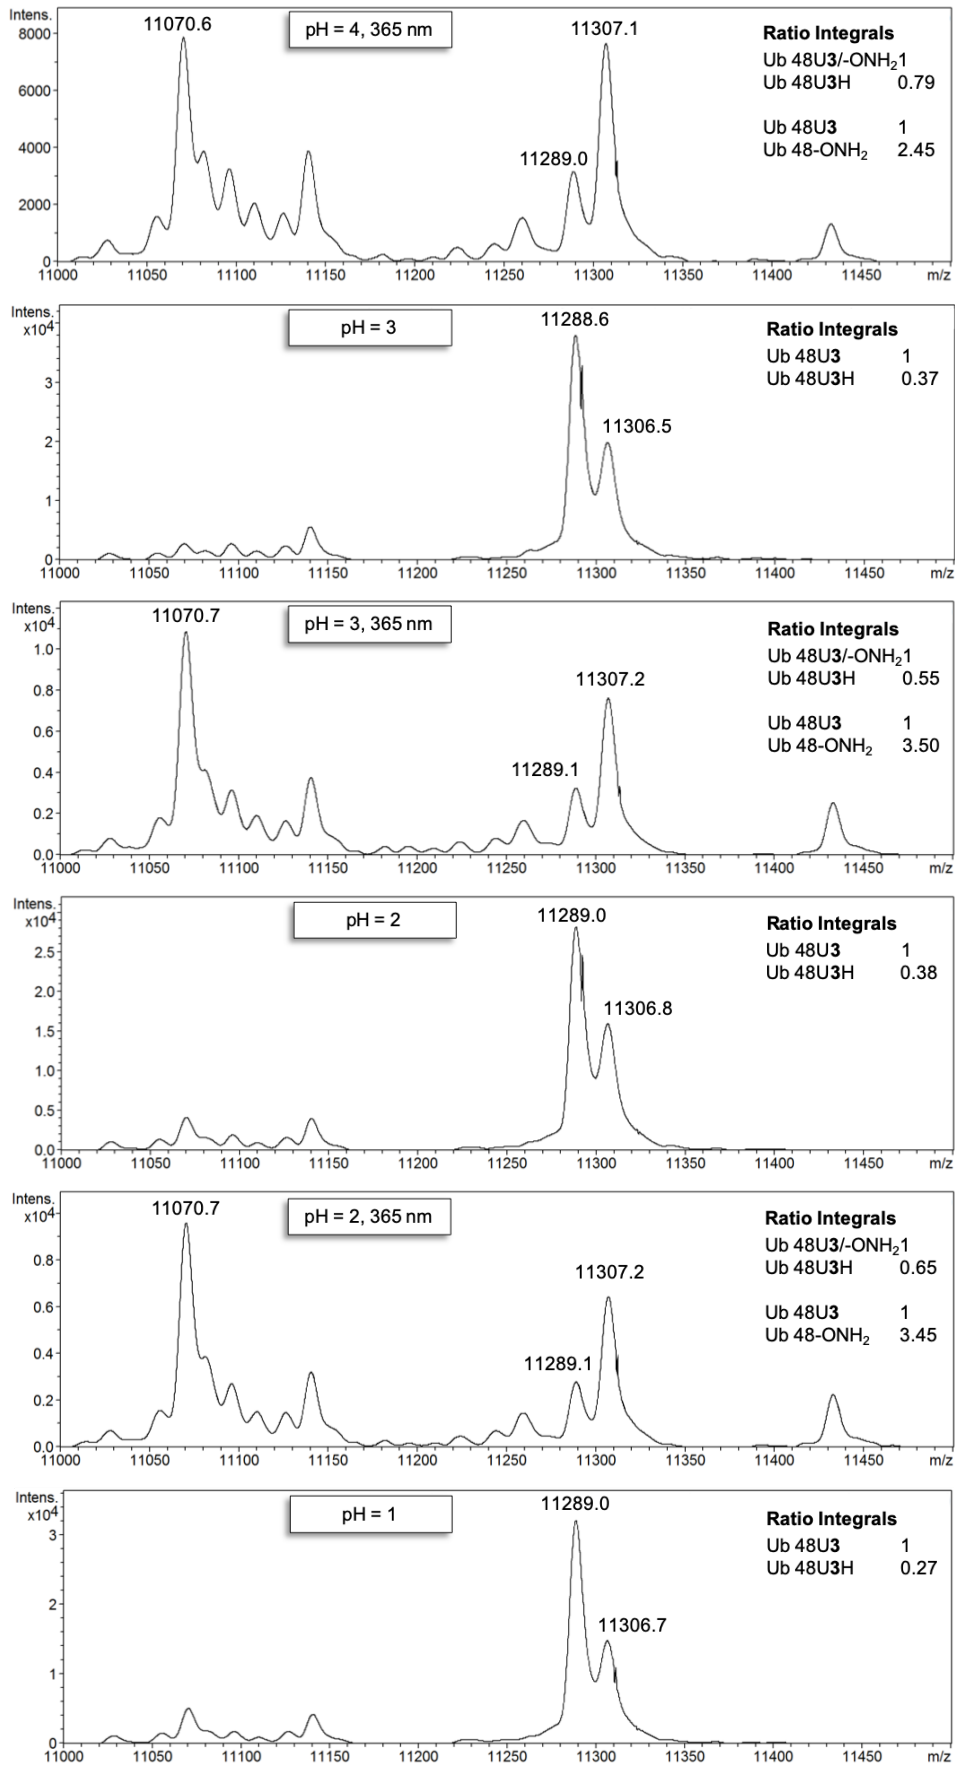 Intens.
8000
6000
4000
2000
0
11070.6
pH = 4, 365 nm
11307.1
11289.0
Ratio Integrals
Ub 48U3/-ONH₂1
Ub 48U3H 0.79
Ub 48U3 1
Ub 48-ONH₂ 2.45
11000 11050 11100 11150 11200 11250 11300 11350 11400 11450 m/z
Intens.
x10⁴
3
2
1
0
pH = 3
11288.6
11306.5
Ratio Integrals
Ub 48U3 1
Ub 48U3H 0.37
11000 11050 11100 11150 11200 11250 11300 11350 11400 11450 m/z
Intens.
x10⁴
1.0
0.8
0.6
0.4
0.2
0.0
11070.7
pH = 3, 365 nm
11307.2
11289.1
Ratio Integrals
Ub 48U3/-ONH₂1
Ub 48U3H 0.55
Ub 48U3 1
Ub 48-ONH₂ 3.50
11000 11050 11100 11150 11200 11250 11300 11350 11400 11450 m/z
Intens.
x10⁴
2.5
2.0
1.5
1.0
0.5
0.0
pH = 2
11289.0
11306.8
Ratio Integrals
Ub 48U3 1
Ub 48U3H 0.38
11000 11050 11100 11150 11200 11250 11300 11350 11400 11450 m/z
Intens.
x10⁴
0.8
0.6
0.4
0.2
0.0
11070.7
pH = 2, 365 nm
11307.2
11289.1
Ratio Integrals
Ub 48U3/-ONH₂1
Ub 48U3H 0.65
Ub 48U3 1
Ub 48-ONH₂ 3.45
11000 11050 11100 11150 11200 11250 11300 11350 11400 11450 m/z
Intens.
x10⁴
3
2
1
0
pH = 1
11289.0
11306.7
Ratio Integrals
Ub 48U3 1
Ub 48U3H 0.27
11000 11050 11100 11150 11200 11250 11300 11350 11400 11450 m/z